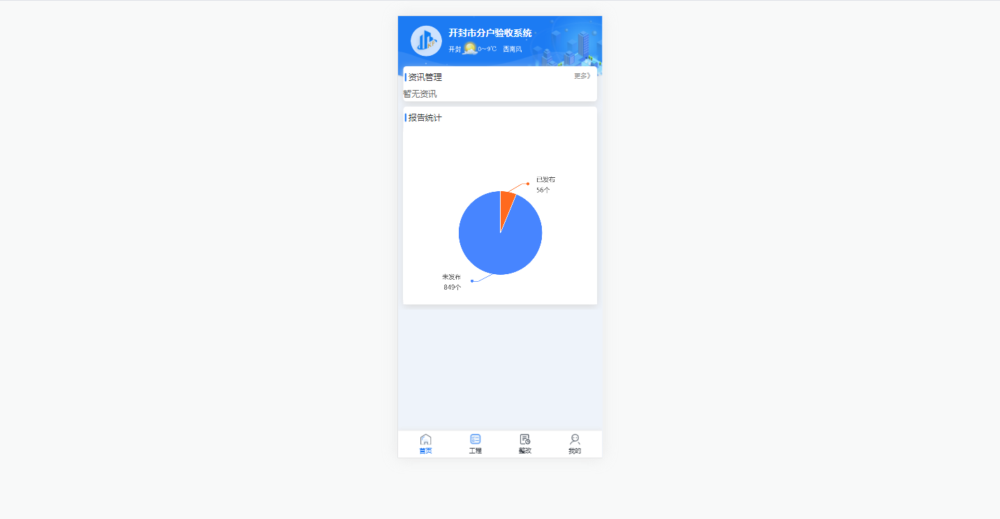 开封市分户验收系统
开封 0~9℃ 西南风
资讯管理 更多》
暂无资讯
报告统计
已发布
56个
未发布
849个
首页 工程 整改 我的